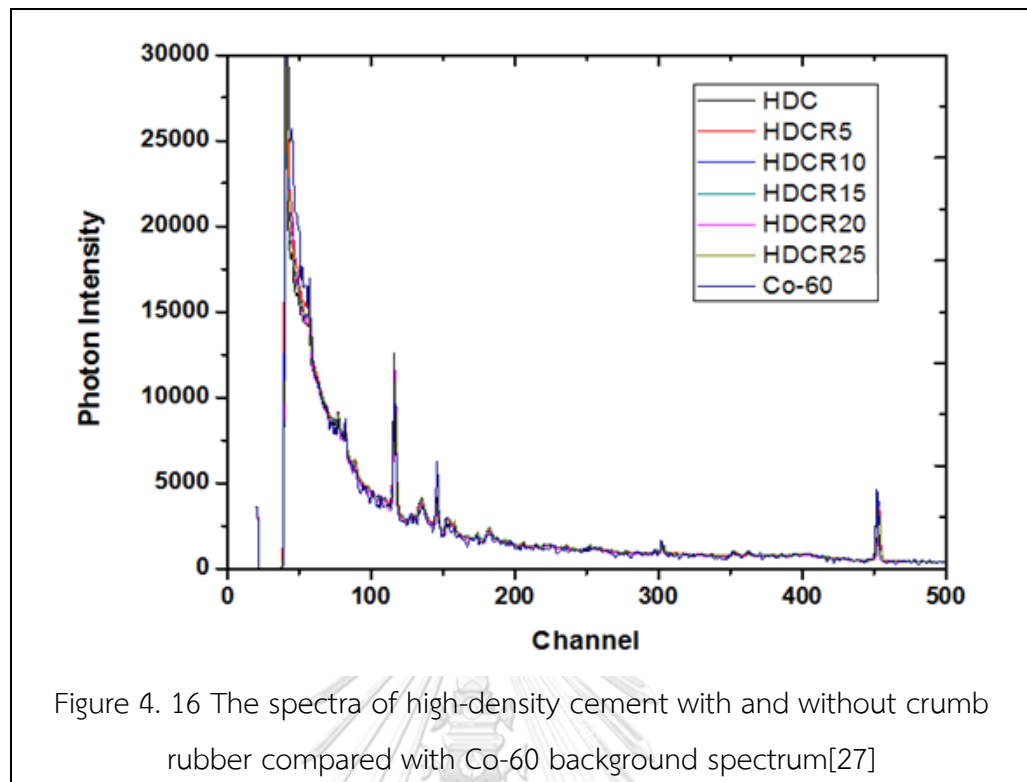 30000
25000
20000
15000
10000
5000
0
Photon Intensity
HDC
HDCR5
HDCR10
HDCR15
HDCR20
HDCR25
Co-60
0 100 200 300 400 500
Channel
Figure 4. 16 The spectra of high-density cement with and without crumb
rubber compared with Co-60 background spectrum[27]